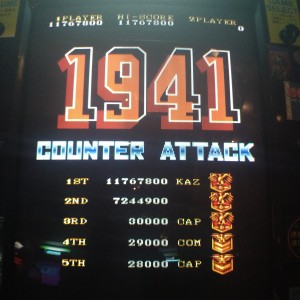 1PLAYER HI-SCORE 2PLAYER
11767800 11767800 0
1941
COUNTER ATTACK
1ST 11767800 KAZ
2ND 7244900
3RD 30000 CAP
4TH 29000 COM
5TH 28000 CAP